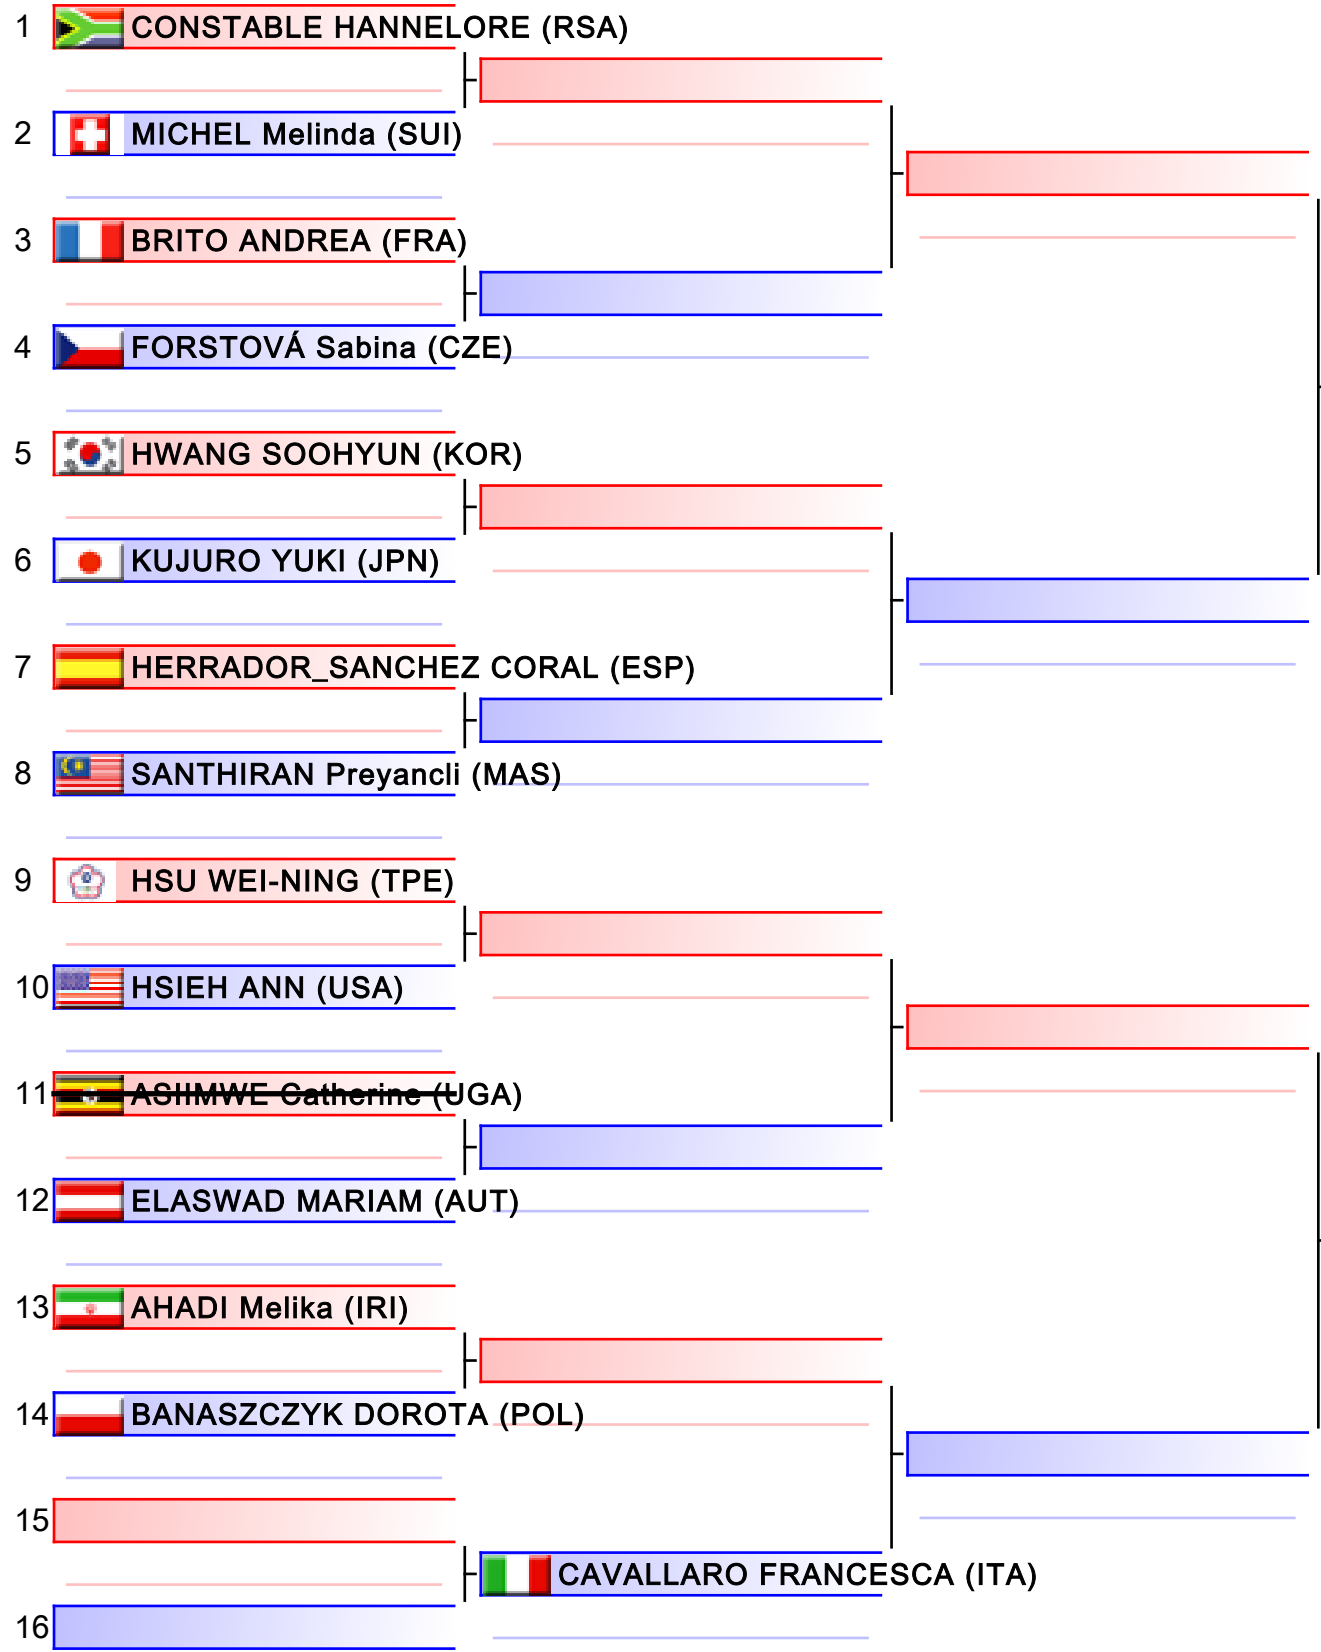 1 CONSTABLE HANNELORE (RSA)
2 MICHEL Melinda (SUI)
3 BRITO ANDREA (FRA)
4 FORSTOVÁ Sabina (CZE)
5 HWANG SOOHYUN (KOR)
6 KUJURO YUKI (JPN)
7 HERRADOR_SANCHEZ CORAL (ESP)
8 SANTHIRAN Preyancli (MAS)
9 HSU WEI-NING (TPE)
10 HSIEH ANN (USA)
11 ASIIMWE Catherine (UGA)
12 ELASWAD MARIAM (AUT)
13 AHADI Melika (IRI)
14 BANASZCZYK DOROTA (POL)
15
CAVALLARO FRANCESCA (ITA)
16